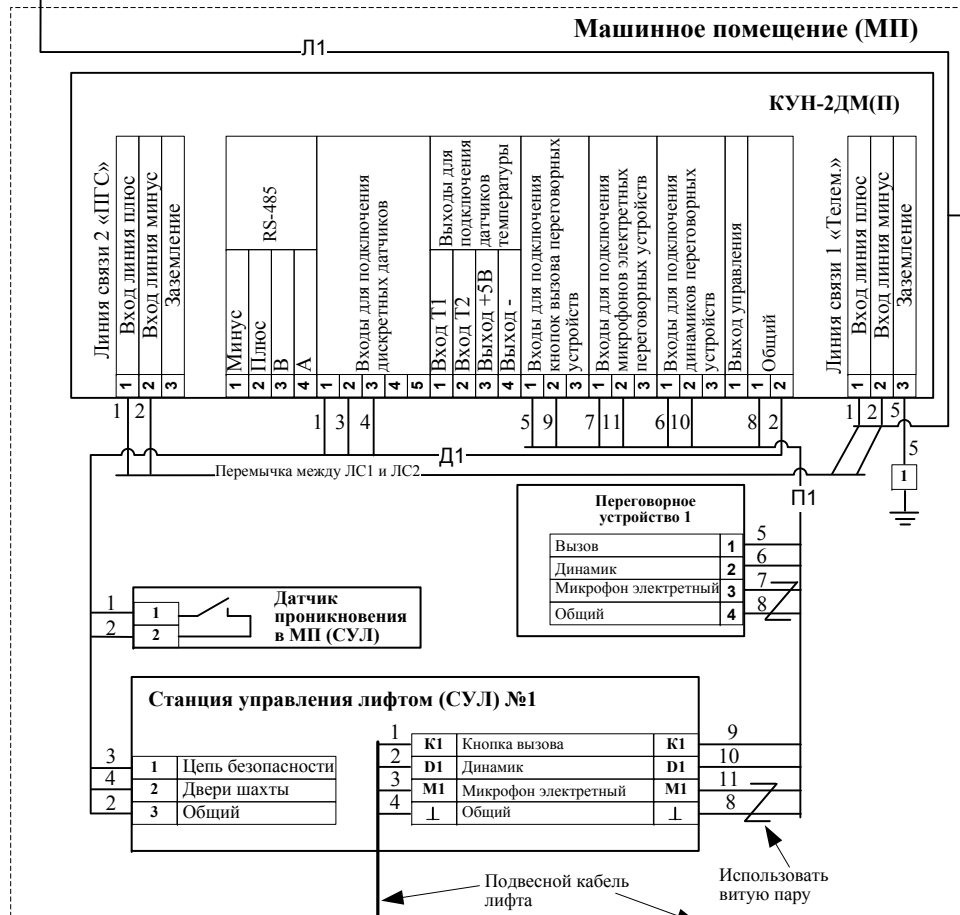 Машинное помещение (МП)
Л1
КУН-2ДМ(П)
Линия связи 2 «ПГС»
Вход линия плюс
Вход линия минус
Заземление
1 2 3
RS-485
Минус
Плюс
B
A
1 2 3 4
Входы для подключения
дискретных датчиков
1 2 3 4 5
Выходы для
подключения
датчиков
температуры
Вход T1
Вход T2
Выход +5В
Выход -
1 2 3 4
Входы для подключения
кнопок вызова переговорных
устройств
1 2 3
Входы для подключения
микрофонов электретных
переговорных устройств
1 2 3
Входы для подключения
динамиков переговорных
устройств
1 2 3
Выход управления
1
Общий
1 2
Линия связи 1 «Телем.»
Вход линия плюс
Вход линия минус
Заземление
1 2 3
1 2
1 3 4
5 9
7 11
6 10
8 2
1 2 5
Д1
Перемычка между ЛС1 и ЛС2
П1
5
1
Переговорное
устройство 1
Вызов 1 5
Динамик 2 6
Микрофон электретный 3 7
Общий 4 8
1 1
2 2
Датчик
проникновения
в МП (СУЛ)
Станция управления лифтом (СУЛ) №1
3 1 Цепь безопасности
4 2 Двери шахты
2 3 Общий
1 К1 Кнопка вызова К1 9
2 D1 Динамик D1 10
3 М1 Микрофон электретный М1 11
4 ⊥ Общий ⊥ 8
Подвесной кабель
лифта
Использовать
витую пару